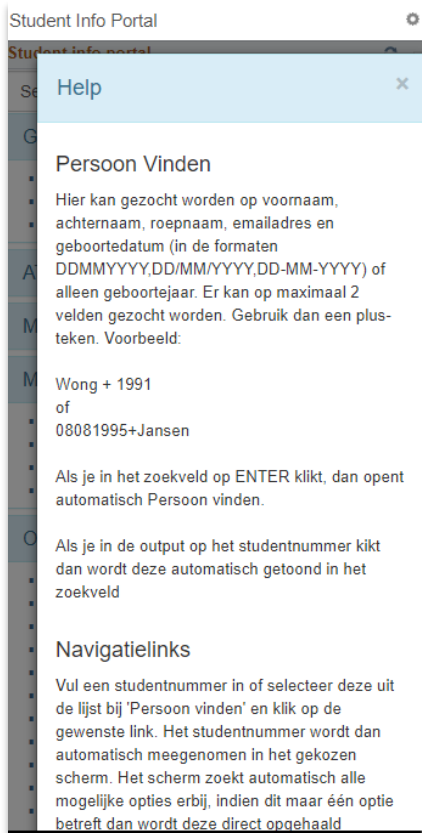 Student Info Portal
Student info portal
Se
Help
×
G
Persoon Vinden
Hier kan gezocht worden op voornaam,
achternaam, roepnaam, emailadres en
geboortedatum (in de formaten
DDMMYYYY,DD/MM/YYYY,DD-MM-YYYY) of
alleen geboortejaar. Er kan op maximaal 2
velden gezocht worden. Gebruik dan een plus-
teken. Voorbeeld:
Wong + 1991
of
08081995+Jansen
Als je in het zoekveld op ENTER klikt, dan opent
automatisch Persoon vinden.
Als je in de output op het studentnummer kikt
dan wordt deze automatisch getoond in het
zoekveld
Navigatielinks
Vul een studentnummer in of selecteer deze uit
de lijst bij 'Persoon vinden' en klik op de
gewenste link. Het studentnummer wordt dan
automatisch meegenomen in het gekozen
scherm. Het scherm zoekt automatisch alle
mogelijke opties erbij, indien dit maar één optie
betreft dan wordt deze direct opgehaald